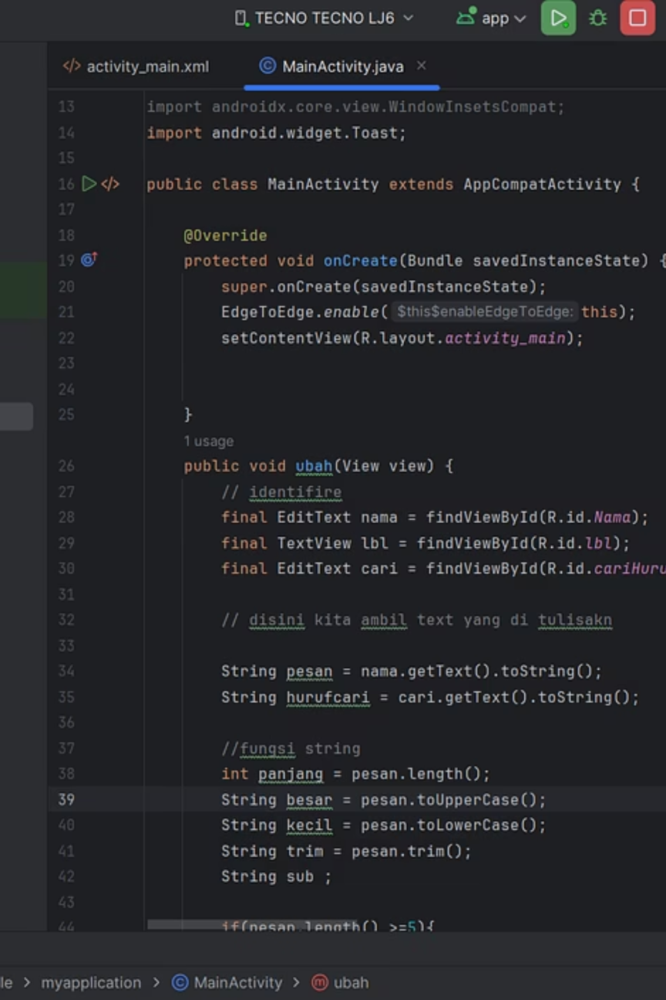 TECNO TECNO LJ6 app
activity_main.xml MainActivity.java
13 import androidx.core.view.WindowInsetsCompat;
14 import android.widget.Toast;
15
16 public class MainActivity extends AppCompatActivity {
17
18 @Override
19 protected void onCreate(Bundle savedInstanceState) {
20 super.onCreate(savedInstanceState);
21 EdgeToEdge.enable( $this$enableEdgeToEdge: this);
22 setContentView(R.layout.activity_main);
23
24
25 }
1 usage
26 public void ubah(View view) {
27 // identifire
28 final EditText nama = findViewById(R.id.Nama);
29 final TextView lbl = findViewById(R.id.lbl);
30 final EditText cari = findViewById(R.id.cariHuru
31
32 // disini kita ambil text yang di tulisakn
33
34 String pesan = nama.getText().toString();
35 String hurufcari = cari.getText().toString();
36
37 //fungsi string
38 int panjang = pesan.length();
39 String besar = pesan.toUpperCase();
40 String kecil = pesan.toLowerCase();
41 String trim = pesan.trim();
42 String sub ;
43
44 if(pesan.length() >=5){
le > myapplication > MainActivity > ubah